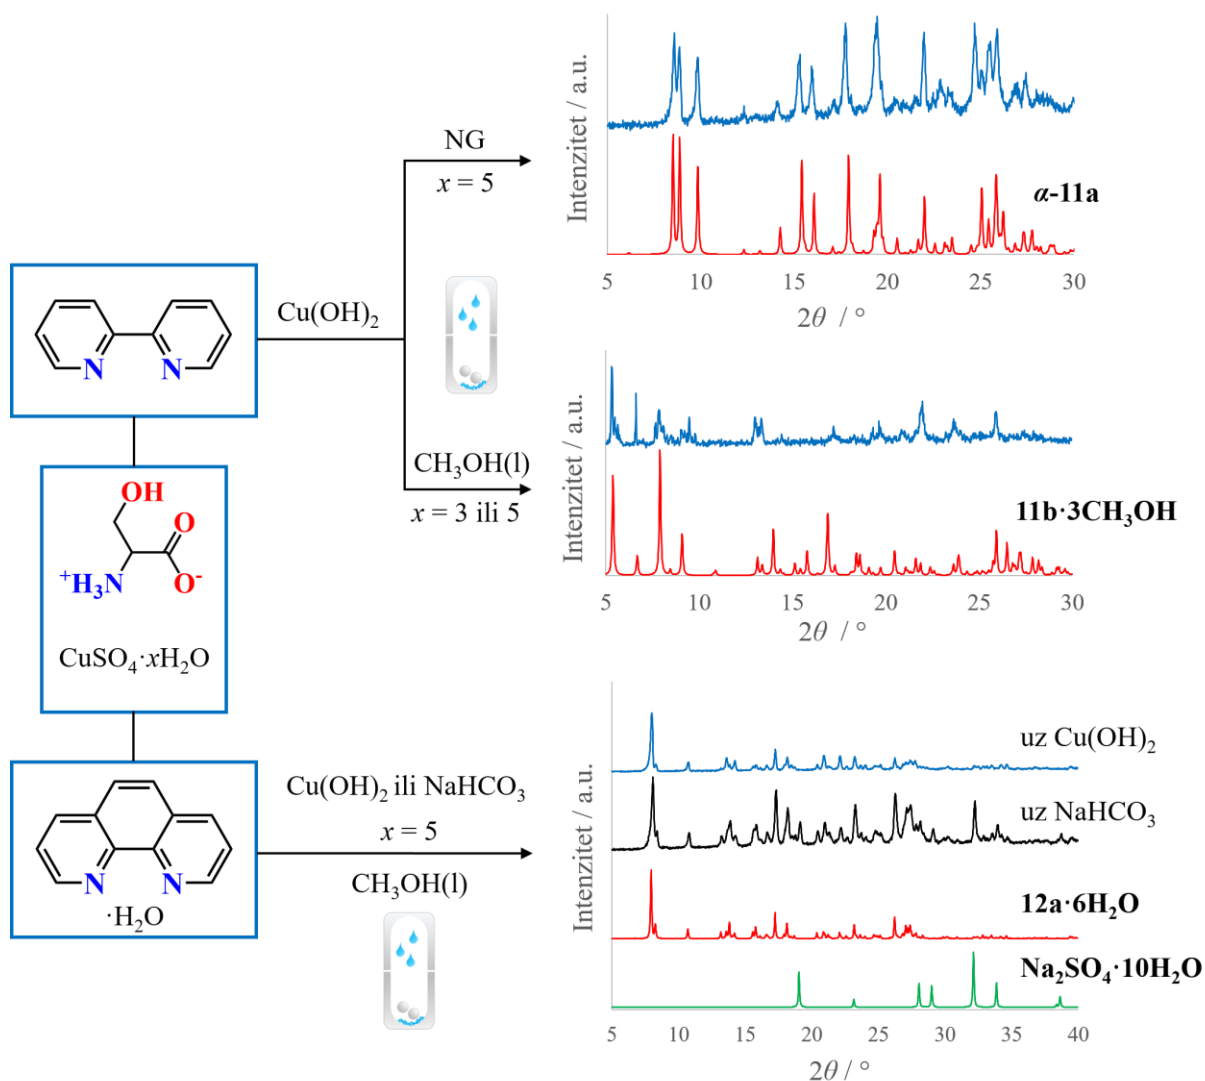 NG
x = 5
Cu(OH)₂
CH₃OH(l)
x = 3 ili 5
N
N
OH
O
⁺H₃N
O⁻
CuSO₄·xH₂O
N
N
·H₂O
Cu(OH)₂ ili NaHCO₃
x = 5
CH₃OH(l)
Intenzitet / a.u.
α-11a
5 10 15 20 25 30
2θ / °
Intenzitet / a.u.
11b·3CH₃OH
5 10 15 20 25 30
2θ / °
Intenzitet / a.u.
uz Cu(OH)₂
uz NaHCO₃
12a·6H₂O
Na₂SO₄·10H₂O
5 10 15 20 25 30 35 40
2θ / °